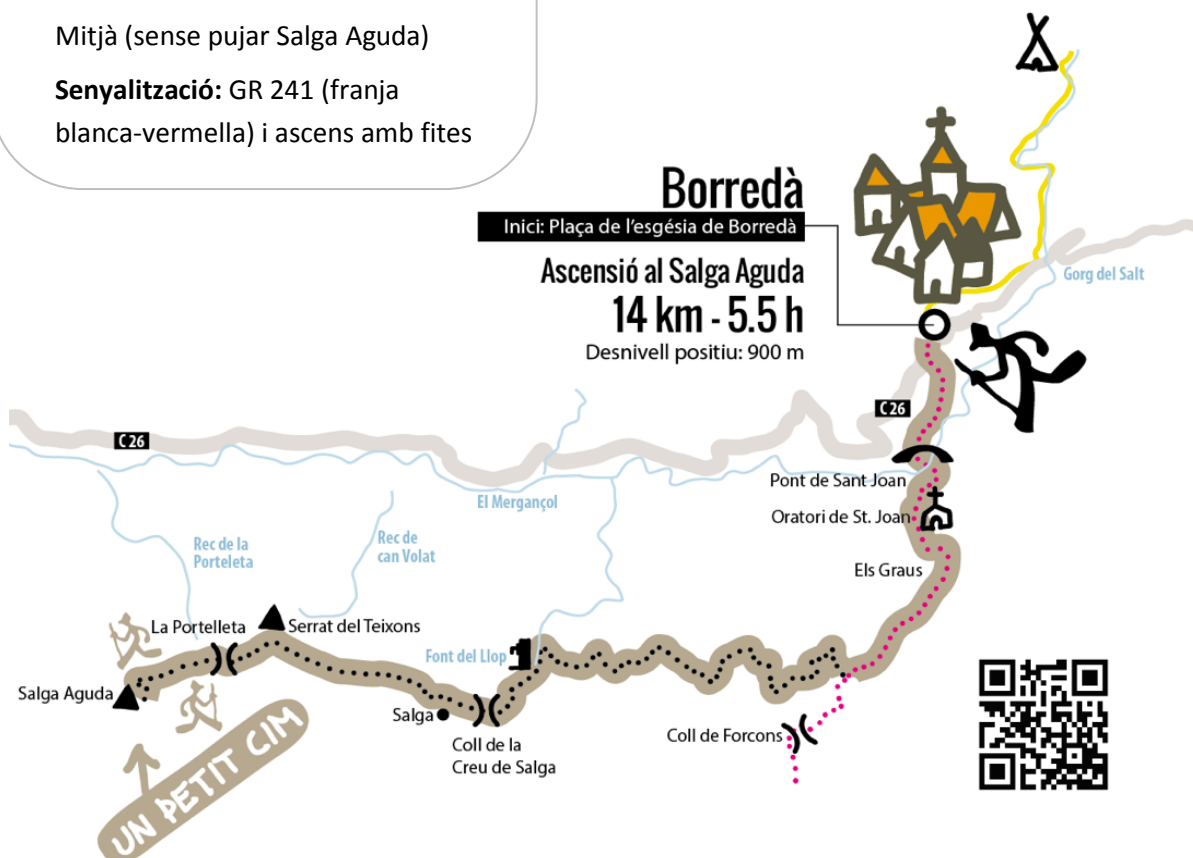 Mitjà (sense pujar Salga Aguda)
Senyalització: GR 241 (franja
blanca-vermella) i ascens amb fites
Borredà
Inici: Plaça de l'esgésia de Borredà
Ascensió al Salga Aguda
14 km - 5.5 h
Desnivell positiu: 900 m
Gorg del Salt
C 26
C 26
Pont de Sant Joan
El Mergançol
Oratori de St. Joan
Rec de la
Porteleta
Rec de
can Volat
Els Graus
La Portelleta
Serrat del Teixons
Font del Llop
Salga Aguda
Salga
Coll de la
Creu de Salga
Coll de Forcons
UN PETIT CIM